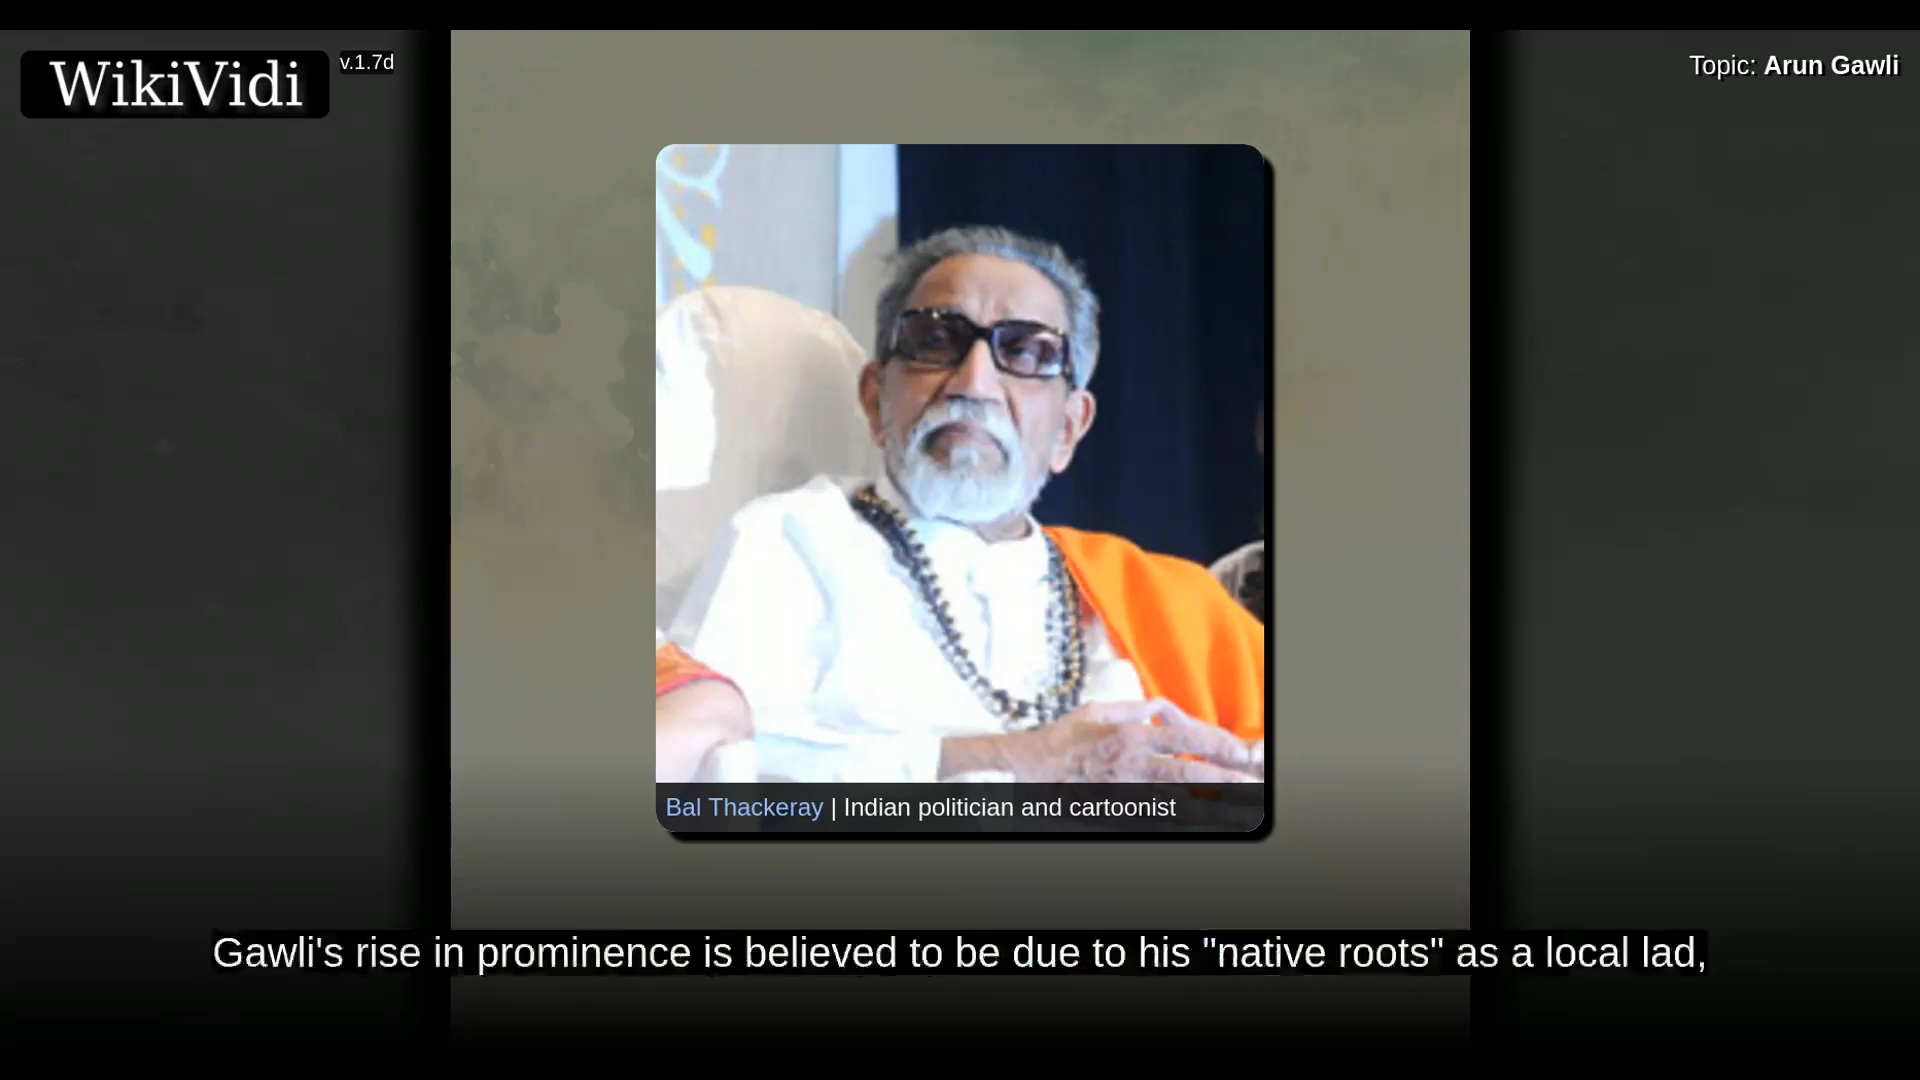 WikiVidi
v.1.7d
Topic: Arun Gawli
Bal Thackeray | Indian politician and cartoonist
Gawli's rise in prominence is believed to be due to his "native roots" as a local lad,